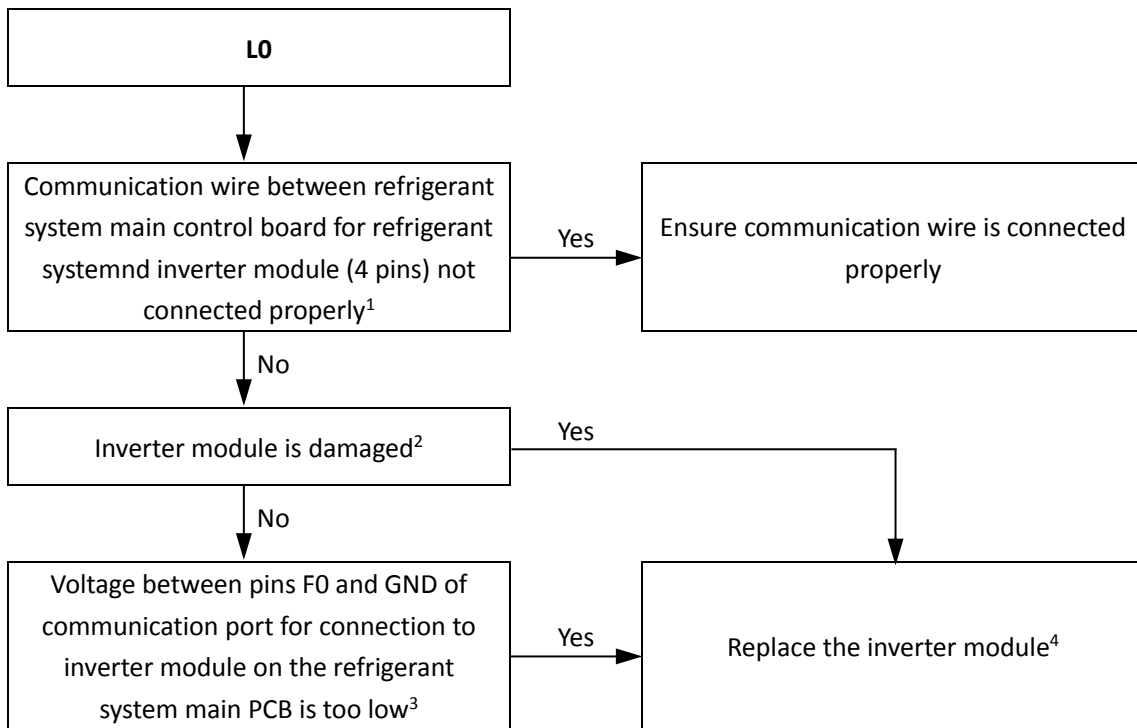 L0
Communication wire between refrigerant
system main control board for refrigerant
systemnd inverter module (4 pins) not
connected properly¹
Yes
Ensure communication wire is connected
properly
No
Inverter module is damaged²
Yes
No
Voltage between pins F0 and GND of
communication port for connection to
inverter module on the refrigerant
system main PCB is too low³
Yes
Replace the inverter module⁴